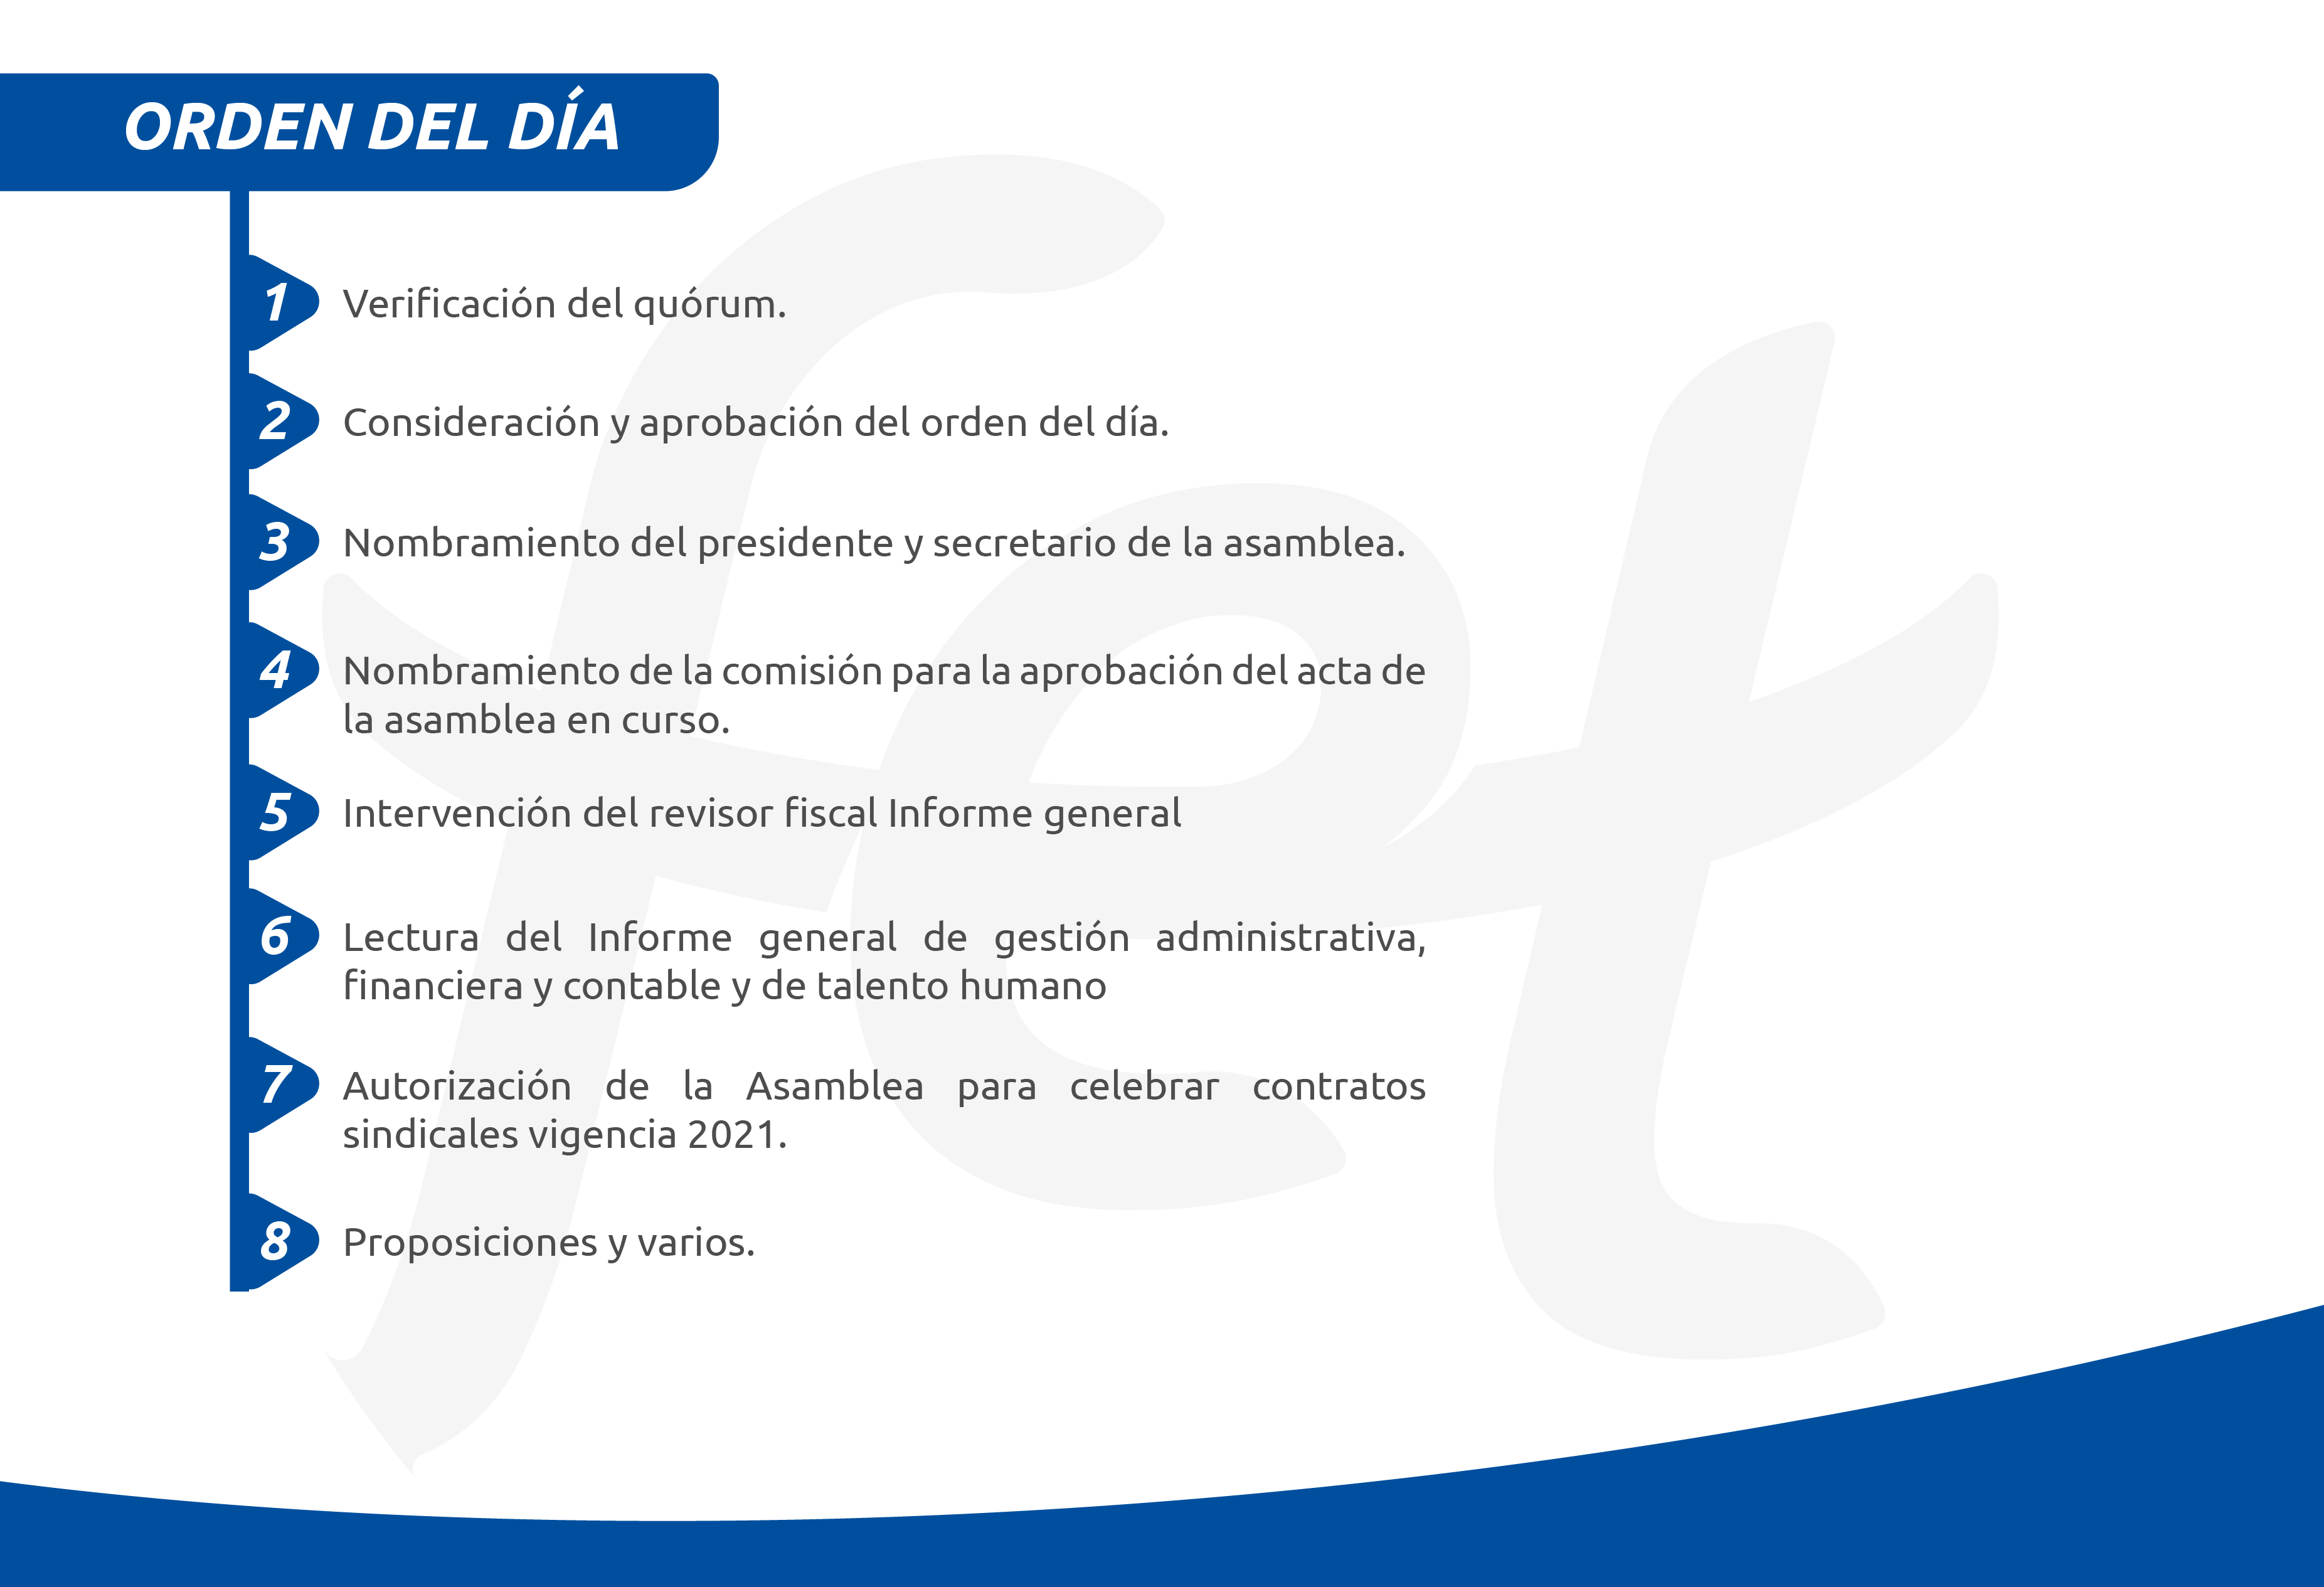 ORDEN DEL DÍA
1 Verificación del quórum.
2 Consideración y aprobación del orden del día.
3 Nombramiento del presidente y secretario de la asamblea.
4 Nombramiento de la comisión para la aprobación del acta de
la asamblea en curso.
5 Intervención del revisor fiscal Informe general
6 Lectura del Informe general de gestión administrativa,
financiera y contable y de talento humano
7 Autorización de la Asamblea para celebrar contratos
sindicales vigencia 2021.
8 Proposiciones y varios.
fet